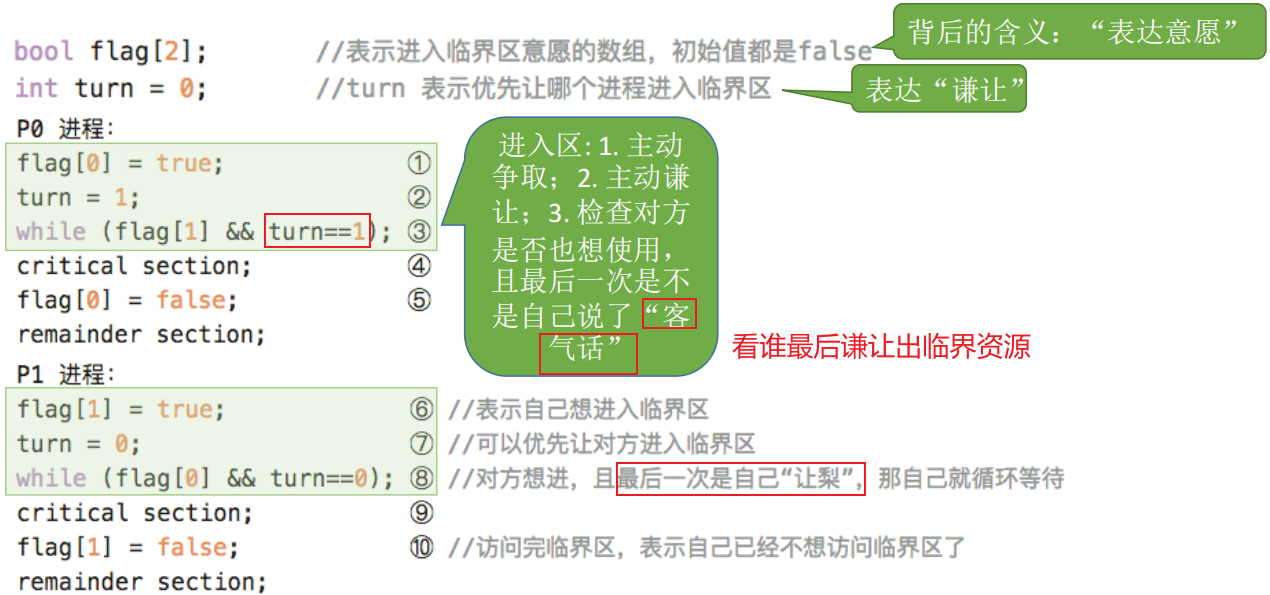 bool flag[2];          //表示进入临界区意愿的数组，初始值都是false
背后的含义：“表达意愿”
int turn = 0;          //turn 表示优先让哪个进程进入临界区
表达“谦让”
P0 进程：
flag[0] = true;          ①
turn = 1;          ②
while (flag[1] && turn==1);  ③
critical section;          ④
flag[0] = false;          ⑤
remainder section;
进入区：1. 主动
争取；2. 主动谦
让；3. 检查对方
是否也想使用，
且最后一次是不
是自己说了“客
气话”
看谁最后谦让出临界资源
P1 进程：
flag[1] = true;          ⑥ //表示自己想进入临界区
turn = 0;          ⑦ //可以优先让对方进入临界区
while (flag[0] && turn==0);  ⑧ //对方想进，且最后一次是自己“让梨”，那自己就循环等待
critical section;          ⑨
flag[1] = false;          ⑩ //访问完临界区，表示自己已经不想访问临界区了
remainder section;